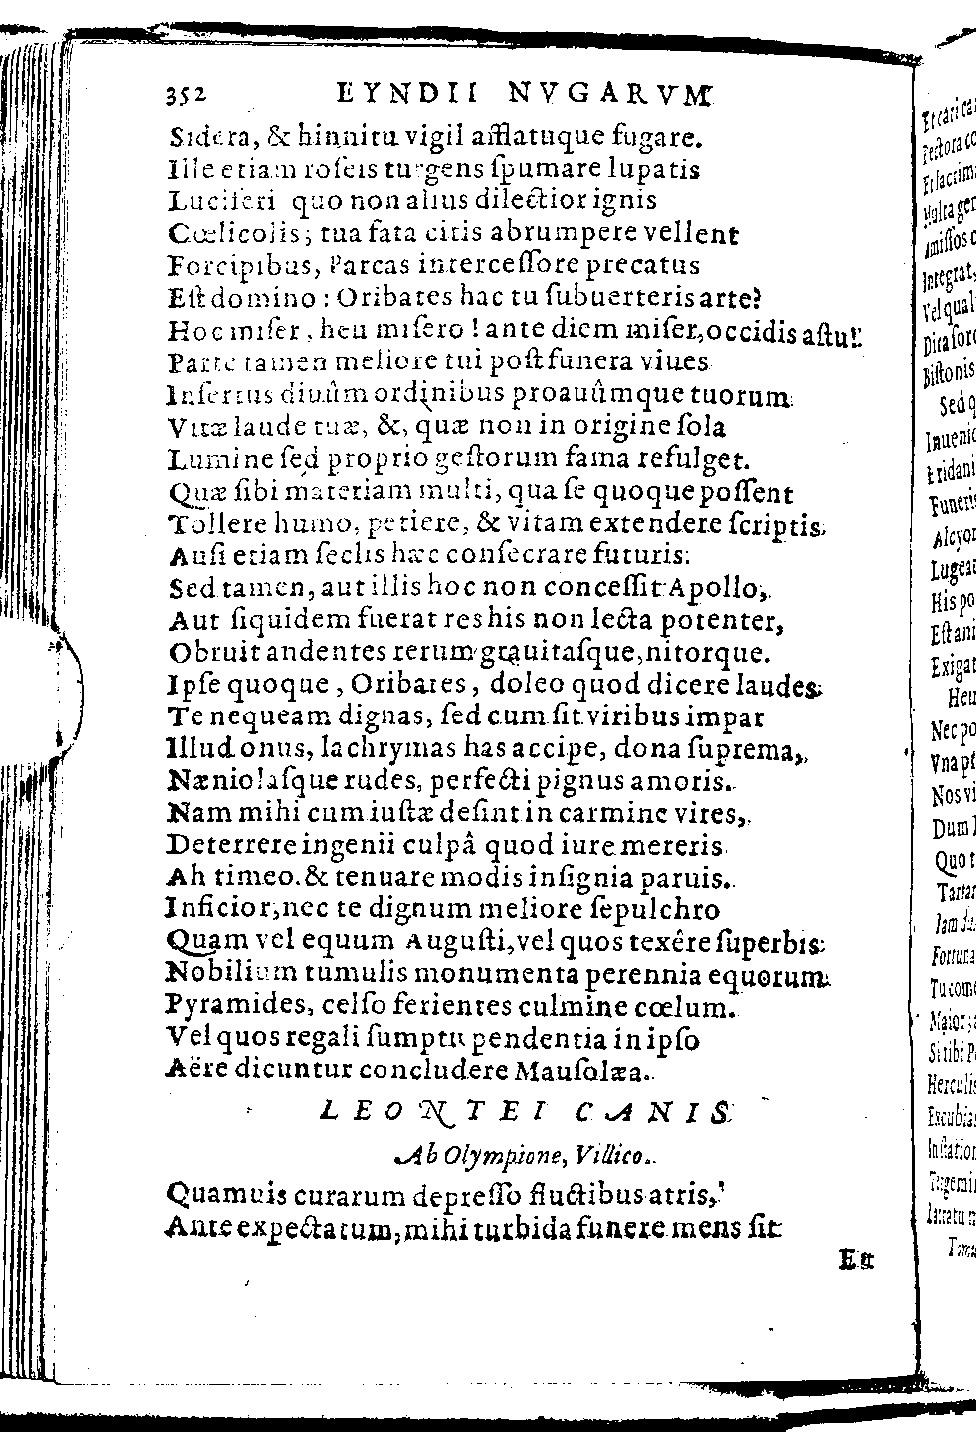 352 EYNDII NVGARVM
Sidera, & hinnitu vigil afflatuque fugare.
Ille etiam roſeis turgens ſpumare lupatis
Luciferi quo non alius dilectior ignis
Cœlicolis; tua fata citis abrumpere vellent
Forcipibus, Parcas interceſſore precatus
Eſt domino: Oribates hac tu ſubuerteris arte?
Hoc miſer, heu miſero! ante diem miſer, occidis aſtu!
Parte tamen meliore tui poſt funera viues
Inſertus diuûm ordinibus proauûmque tuorum
Vitæ laude tuæ, &, quæ non in origine ſola
Lumine ſed proprio geſtorum fama refulget.
Quæ ſibi materiam multi, qua ſe quoque poſſent
Tollere humo, petiere, & vitam extendere ſcriptis,
Auſi etiam ſeclis hæc conſecrare futuris:
Sed tamen, aut illis hoc non conceſſit Apollo,
Aut ſiquidem fuerat res his non lecta potenter,
Obruit andentes rerum grauitaſque, nitorque.
Ipſe quoque, Oribates, doleo quod dicere laudes
Te nequeam dignas, ſed cum ſit viribus impar
Illud onus, lachrymas has accipe, dona ſuprema,
Næniolaſque rudes, perfecti pignus amoris.
Nam mihi cum iuſtæ deſint in carmine vires,
Deterrere ingenii culpâ quod iure mereris
Ah timeo. & tenuare modis inſignia paruis.
Inficior, nec te dignum meliore ſepulchro
Quam vel equum Auguſti, vel quos texêre ſuperbis
Nobilium tumulis monumenta perennia equorum
Pyramides, celſo ferientes culmine cœlum.
Vel quos regali ſumptu pendentia in ipſo
Aëre dicuntur concludere Mauſolæa.
LEONTEI CANIS
Ab Olympione, Villico.
Quamuis curarum depreſſo fluctibus atris,
Ante expectatum, mihi turbida funere mens ſit
Et